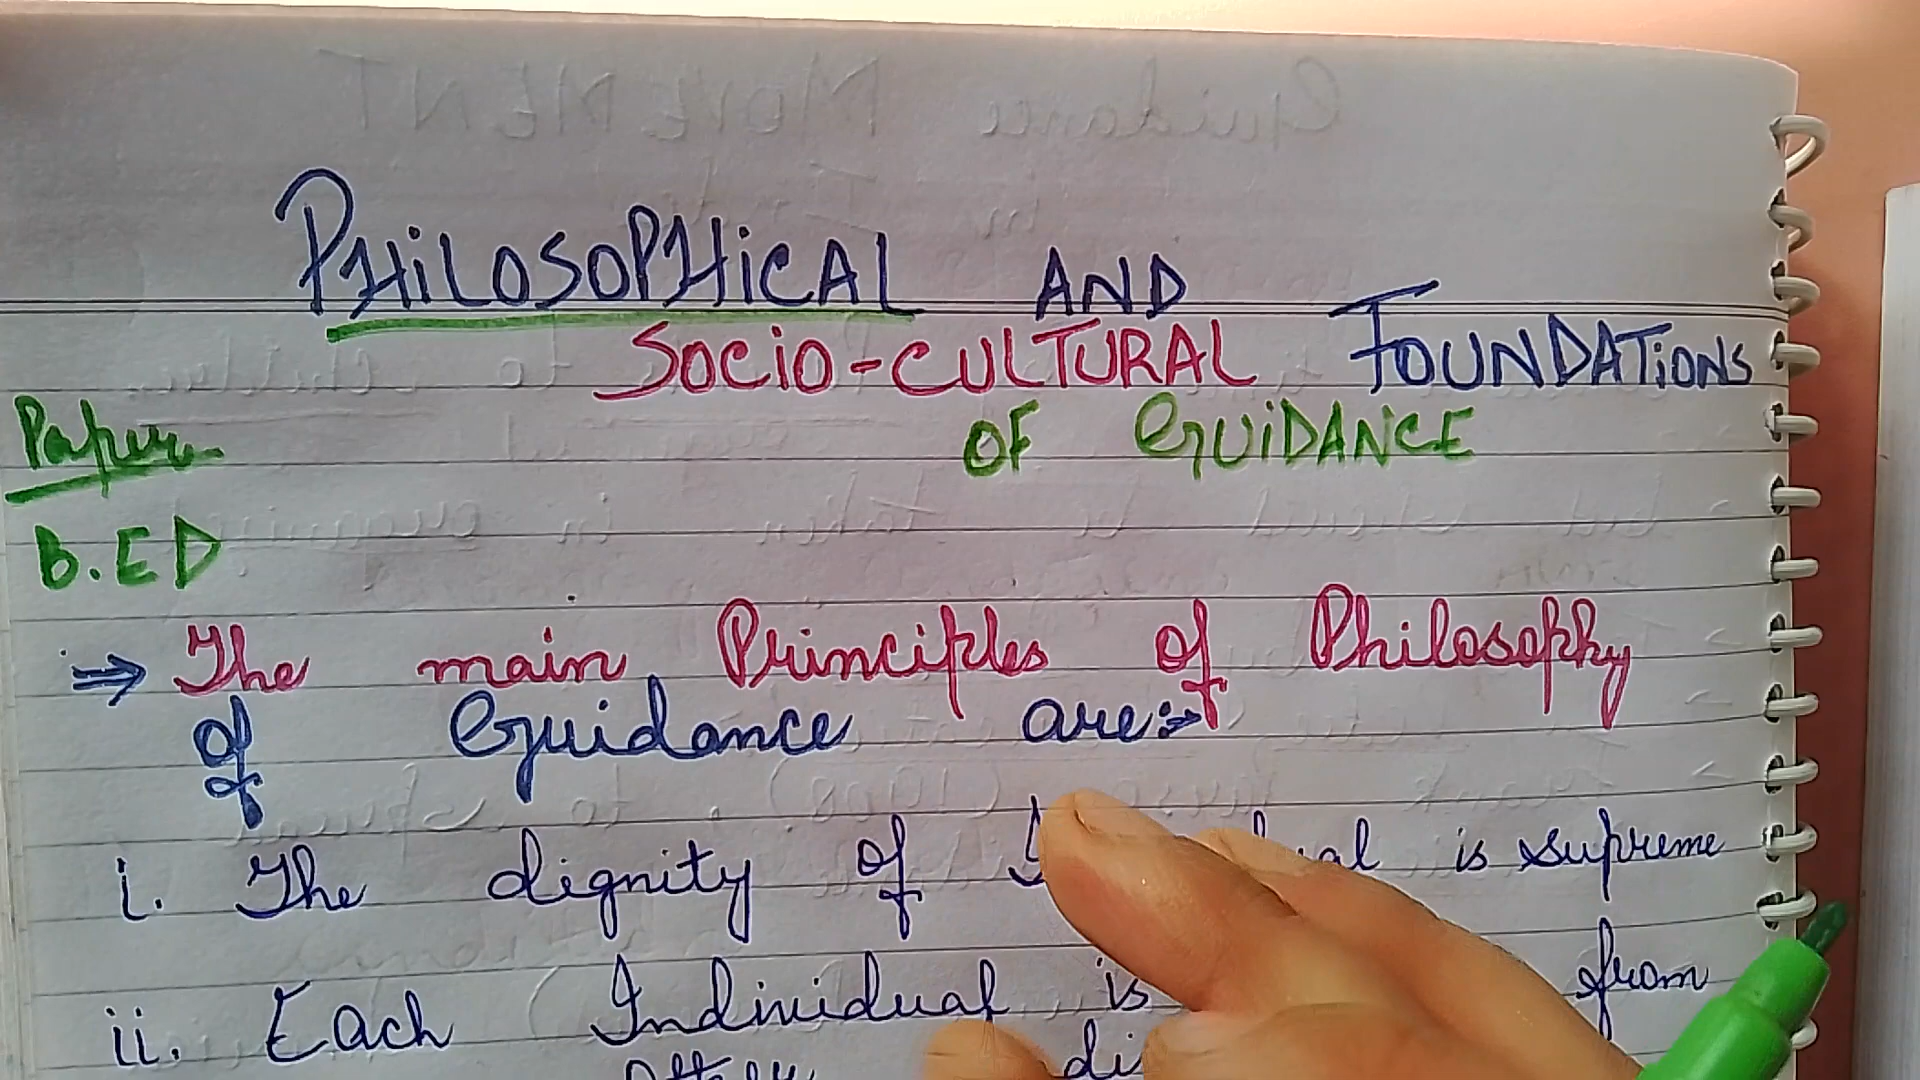 PHiLOSOPHiCAL AND
SOCiO-CULTURAL FOUNDATiONS
OF GUiDANCE
Paper
B.ED
⇒ The main Principles of Philosophy
of Guidance are:⇒
i. The dignity of is supreme
ii. Each Individual is from